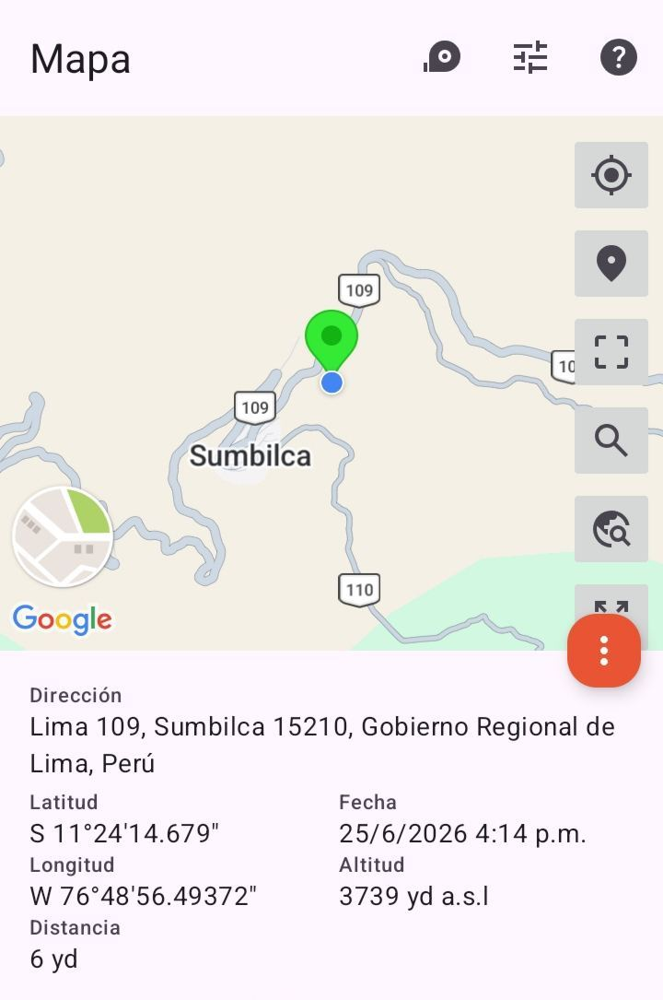 Mapa
109
10
109
Sumbilca
110
Google
Dirección
Lima 109, Sumbilca 15210, Gobierno Regional de
Lima, Perú
Latitud
Fecha
S 11°24'14.679"
25/6/2026 4:14 p.m.
Longitud
Altitud
W 76°48'56.49372"
3739 yd a.s.l
Distancia
6 yd